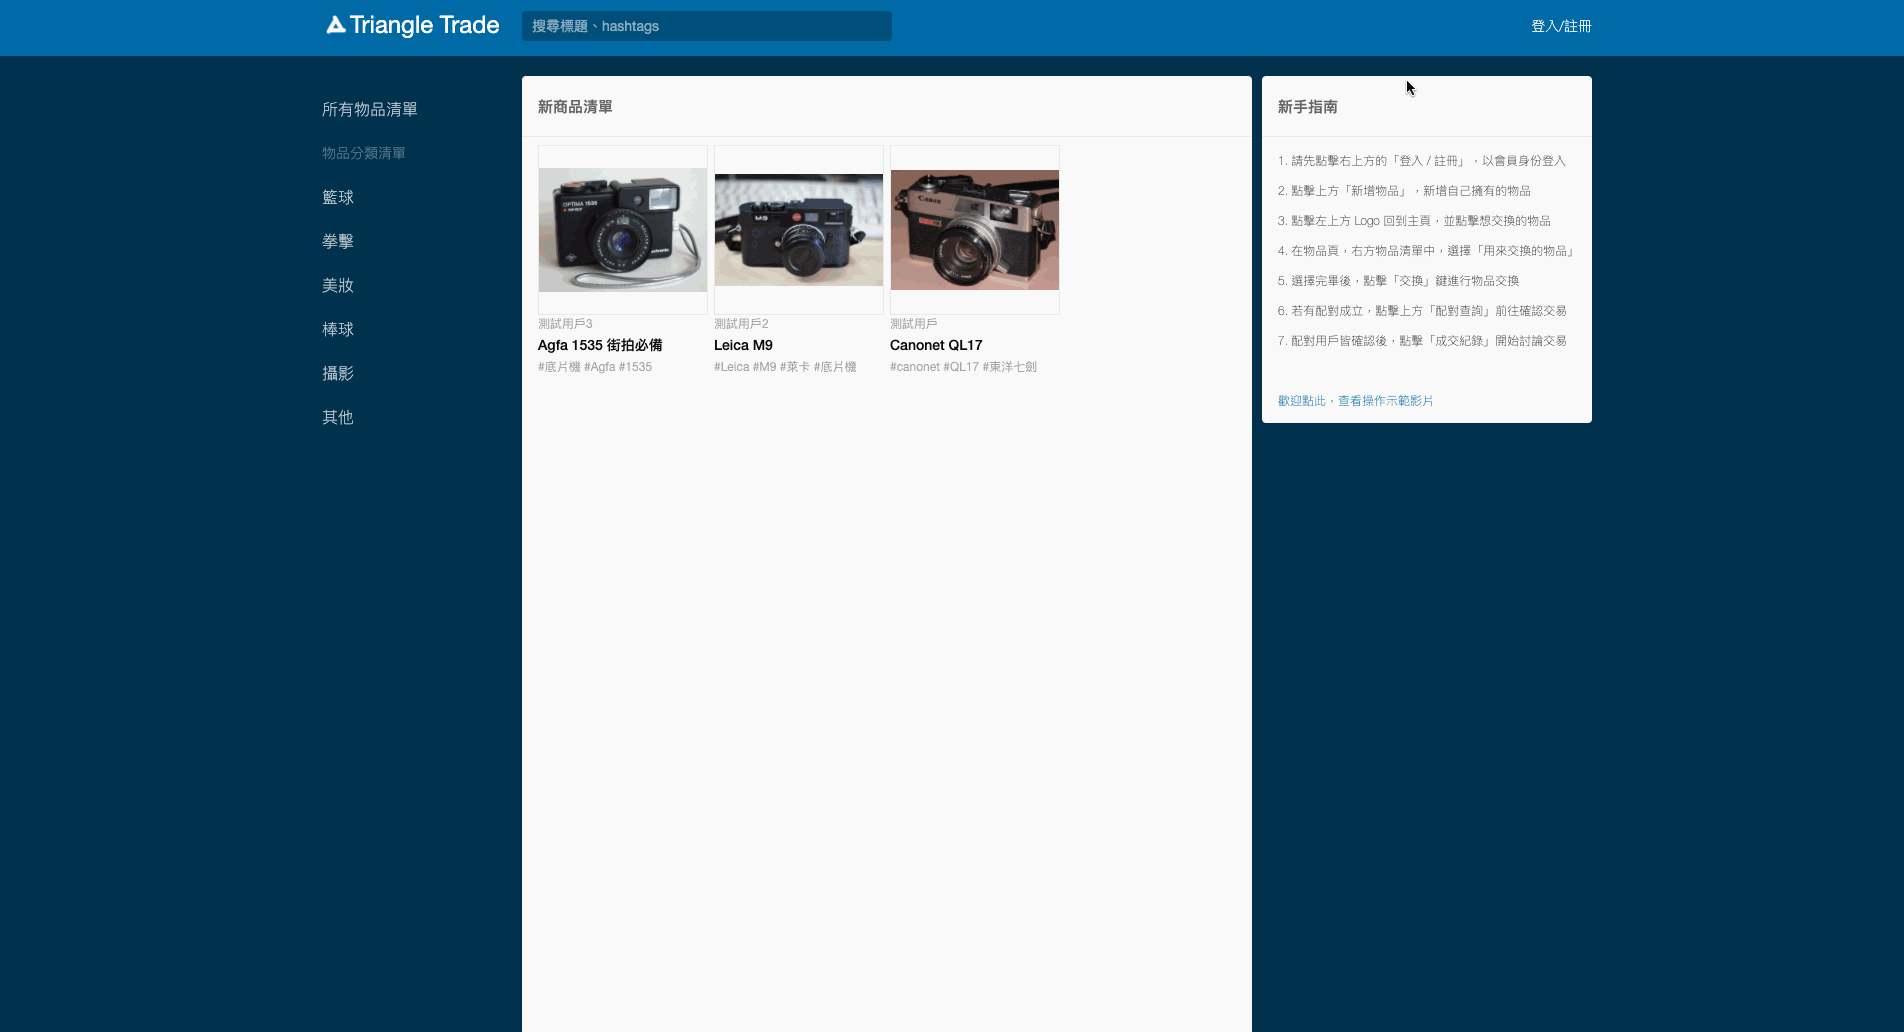 Triangle Trade
搜尋標題、hashtags
登入/註冊
所有物品清單
物品分類清單
籃球
拳擊
美妝
棒球
攝影
其他
新商品清單
OPTIMA 1535
sensor
M9
Canon
測試用戶3
測試用戶2
測試用戶
Agfa 1535 街拍必備
Leica M9
Canonet QL17
#底片機 #Agfa #1535
#Leica #M9 #萊卡 #底片機
#canonet #QL17 #東洋七劍
新手指南
1. 請先點擊右上方的「登入 / 註冊」，以會員身份登入
2. 點擊上方「新增物品」，新增自己擁有的物品
3. 點擊左上方 Logo 回到主頁，並點擊想交換的物品
4. 在物品頁，右方物品清單中，選擇「用來交換的物品」
5. 選擇完畢後，點擊「交換」鍵進行物品交換
6. 若有配對成立，點擊上方「配對查詢」前往確認交易
7. 配對用戶皆確認後，點擊「成交紀錄」開始討論交易
歡迎點此，查看操作示範影片